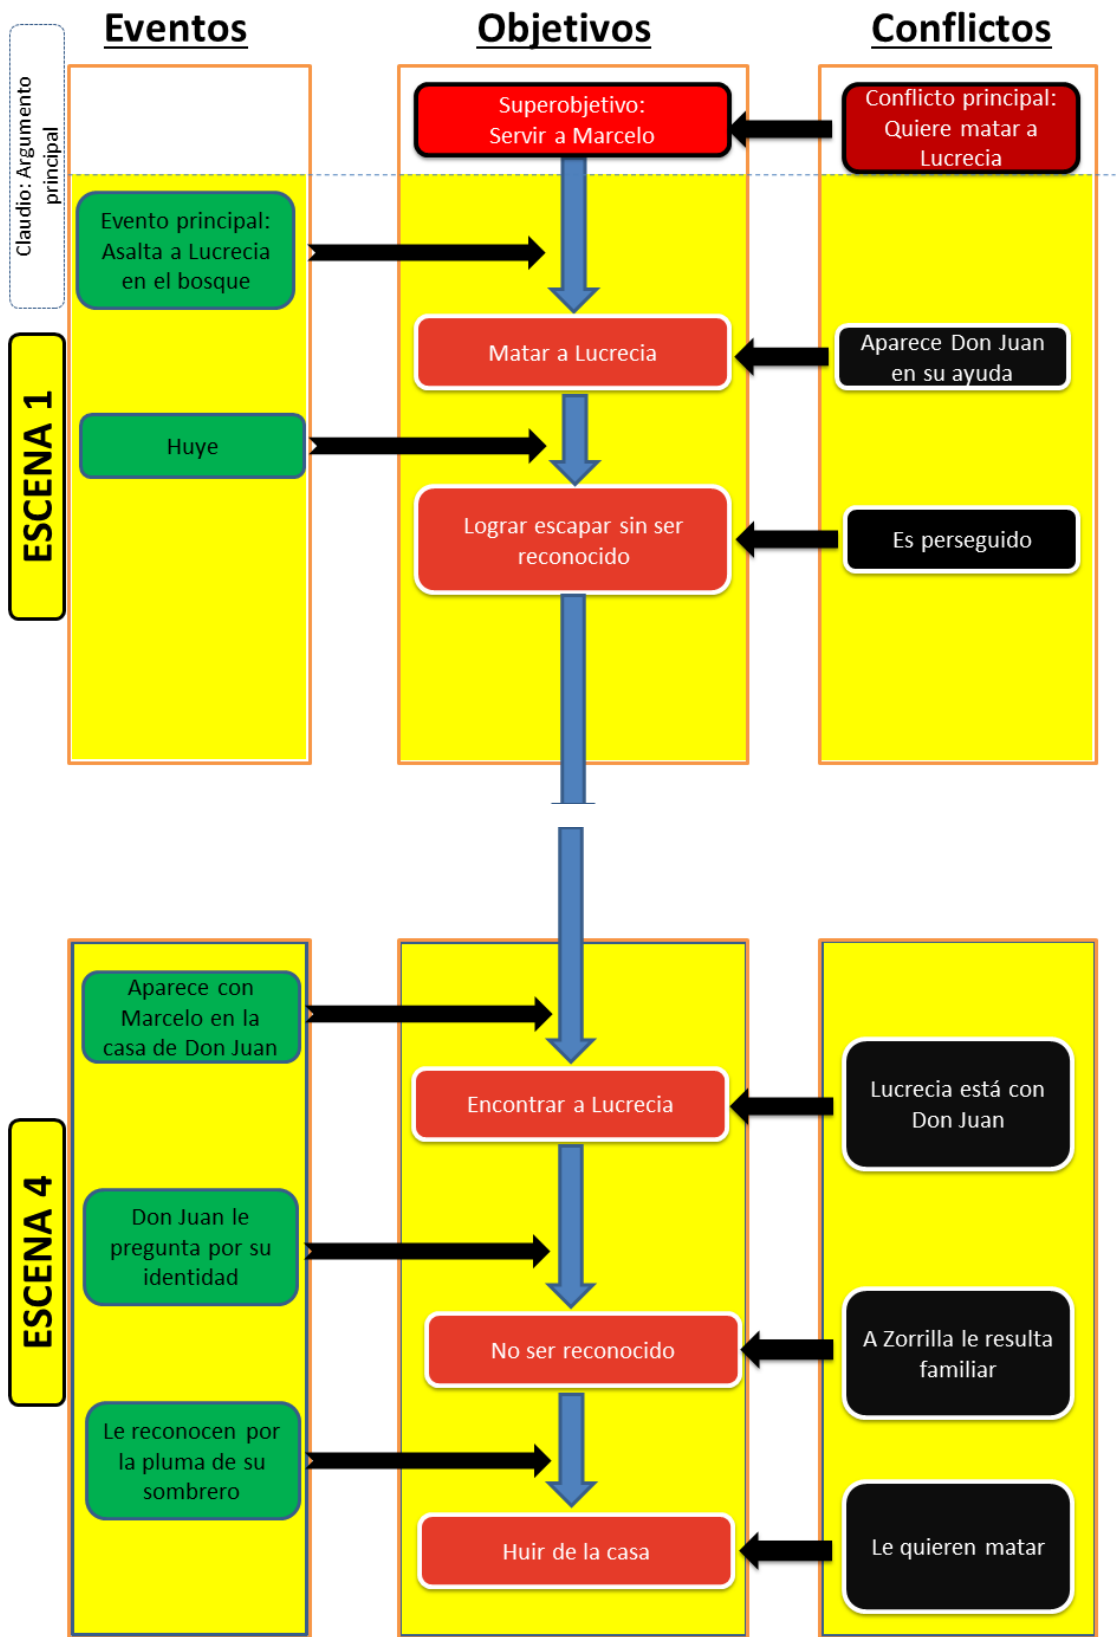 Eventos
Objetivos
Conflictos
Claudio: Argumento
principal
Superobjetivo:
Servir a Marcelo
Conflicto principal:
Quiere matar a
Lucrecia
Evento principal:
Asalta a Lucrecia
en el bosque
ESCENA 1
Matar a Lucrecia
Aparece Don Juan
en su ayuda
Huye
Lograr escapar sin ser
reconocido
Es perseguido
Aparece con
Marcelo en la
casa de Don Juan
Encontrar a Lucrecia
Lucrecia está con
Don Juan
ESCENA 4
Don Juan le
pregunta por su
identidad
No ser reconocido
A Zorrilla le resulta
familiar
Le reconocen por
la pluma de su
sombrero
Huir de la casa
Le quieren matar